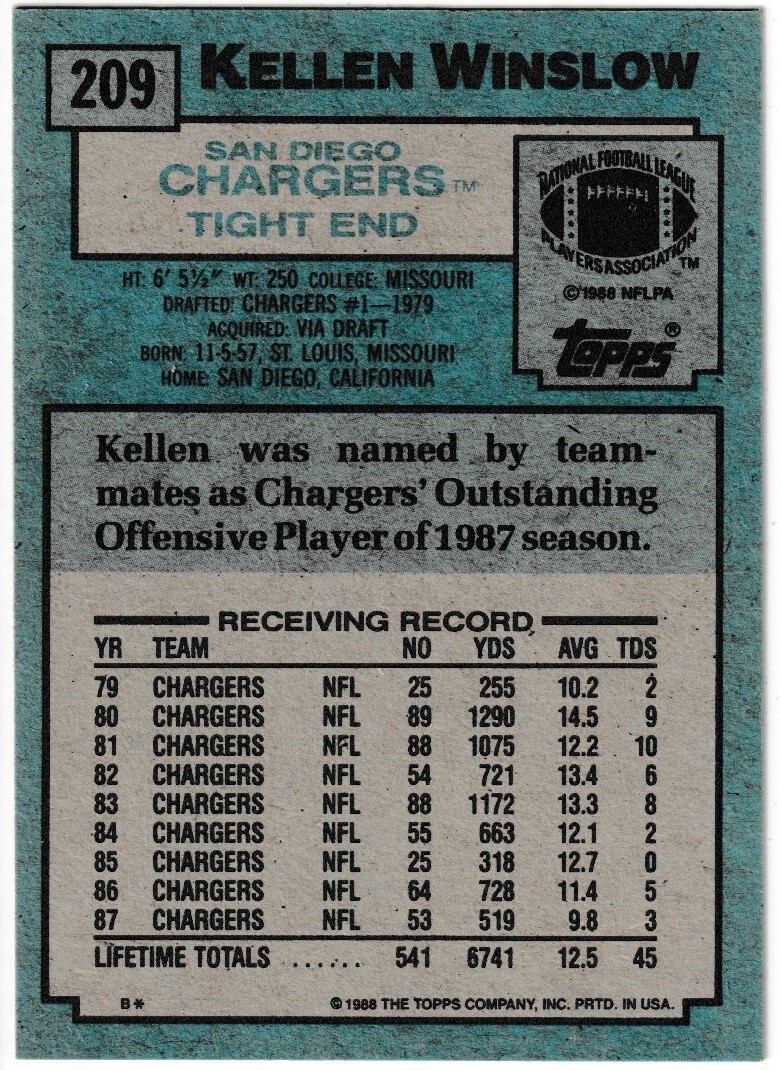 209
KELLEN WINSLOW
SAN DIEGO
CHARGERS™
TIGHT END
NATIONAL FOOTBALL LEAGUE
PLAYERS ASSOCIATION™
©1988 NFLPA
topps®
HT: 6' 5½" WT: 250 COLLEGE: MISSOURI
DRAFTED: CHARGERS #1—1979
ACQUIRED: VIA DRAFT
BORN: 11-5-57, ST. LOUIS, MISSOURI
HOME: SAN DIEGO, CALIFORNIA
Kellen was named by team-
mates as Chargers' Outstanding
Offensive Player of 1987 season.
RECEIVING RECORD
YR TEAM NO YDS AVG TDS
79 CHARGERS NFL 25 255 10.2 2
80 CHARGERS NFL 89 1290 14.5 9
81 CHARGERS NFL 88 1075 12.2 10
82 CHARGERS NFL 54 721 13.4 6
83 CHARGERS NFL 88 1172 13.3 8
84 CHARGERS NFL 55 663 12.1 2
85 CHARGERS NFL 25 318 12.7 0
86 CHARGERS NFL 64 728 11.4 5
87 CHARGERS NFL 53 519 9.8 3
LIFETIME TOTALS ...... 541 6741 12.5 45
B* ©1988 THE TOPPS COMPANY, INC. PRTD. IN USA.